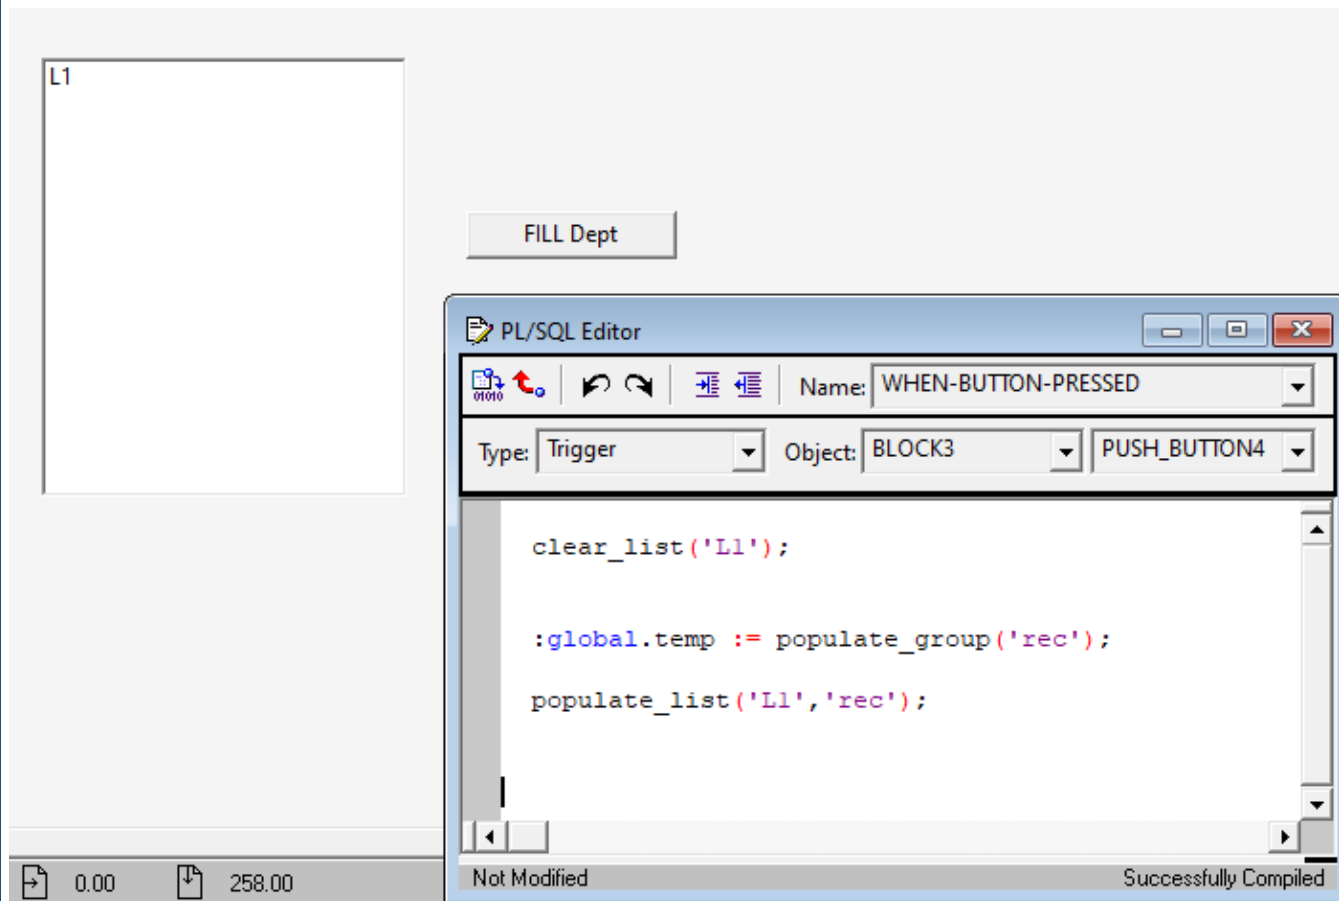 L1
FILL Dept
PL/SQL Editor
01010
Name: WHEN-BUTTON-PRESSED
Type: Trigger Object: BLOCK3 PUSH_BUTTON4
clear_list('L1');
:global.temp := populate_group('rec');
populate_list('L1','rec');
0.00 258.00
Not Modified Successfully Compiled